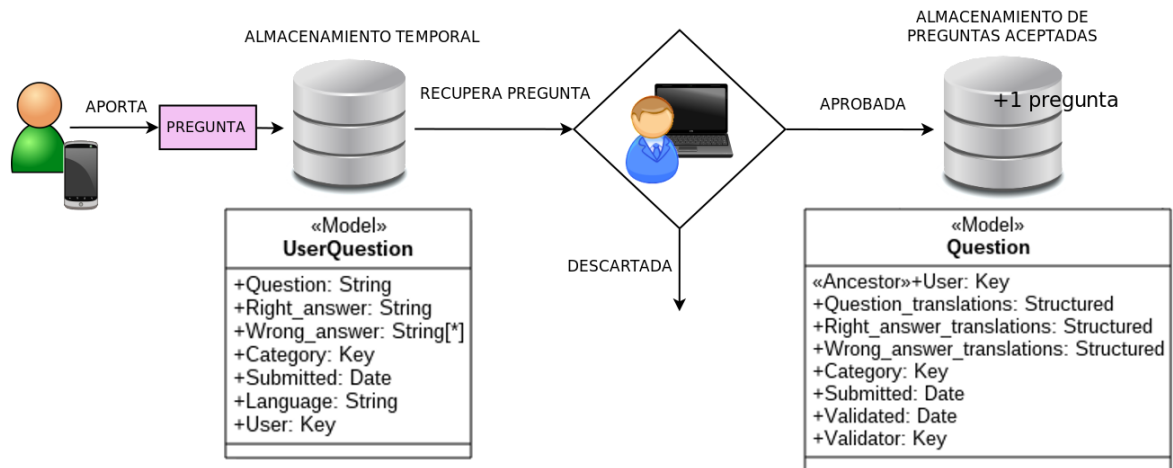 ALMACENAMIENTO TEMPORAL
ALMACENAMIENTO DE
PREGUNTAS ACEPTADAS
APORTA
PREGUNTA
RECUPERA PREGUNTA
APROBADA
+1 pregunta
DESCARTADA
«Model»
UserQuestion
+Question: String
+Right_answer: String
+Wrong_answer: String[*]
+Category: Key
+Submitted: Date
+Language: String
+User: Key
«Model»
Question
«Ancestor»+User: Key
+Question_translations: Structured
+Right_answer_translations: Structured
+Wrong_answer_translations: Structured
+Category: Key
+Submitted: Date
+Validated: Date
+Validator: Key